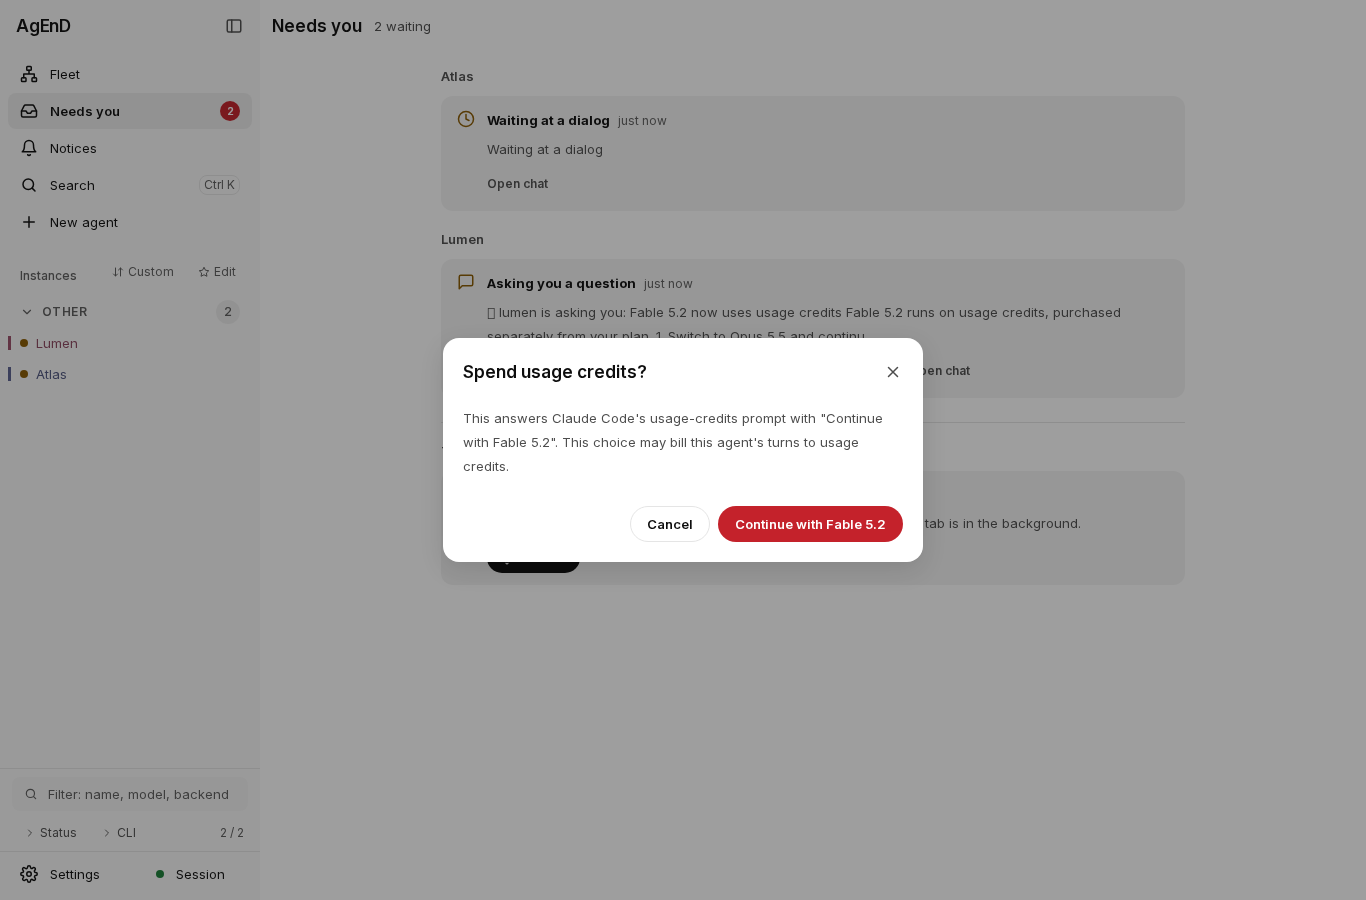 AgEnD
Fleet
Needs you
2
Notices
Search
Ctrl K
New agent
Instances
Custom
Edit
OTHER
2
Lumen
Atlas
Filter: name, model, backend
Status
CLI
2 / 2
Settings
Session
Needs you
2 waiting
Atlas
Waiting at a dialog just now
Waiting at a dialog
Open chat
Lumen
Asking you a question just now
lumen is asking you: Fable 5.2 now uses usage credits Fable 5.2 runs on usage credits, purchased
separately from your plan. 1. Switch to Opus 5.5 and continu
chat
tab is in the background.
Spend usage credits?
This answers Claude Code's usage-credits prompt with "Continue
with Fable 5.2". This choice may bill this agent's turns to usage
credits.
Cancel
Continue with Fable 5.2